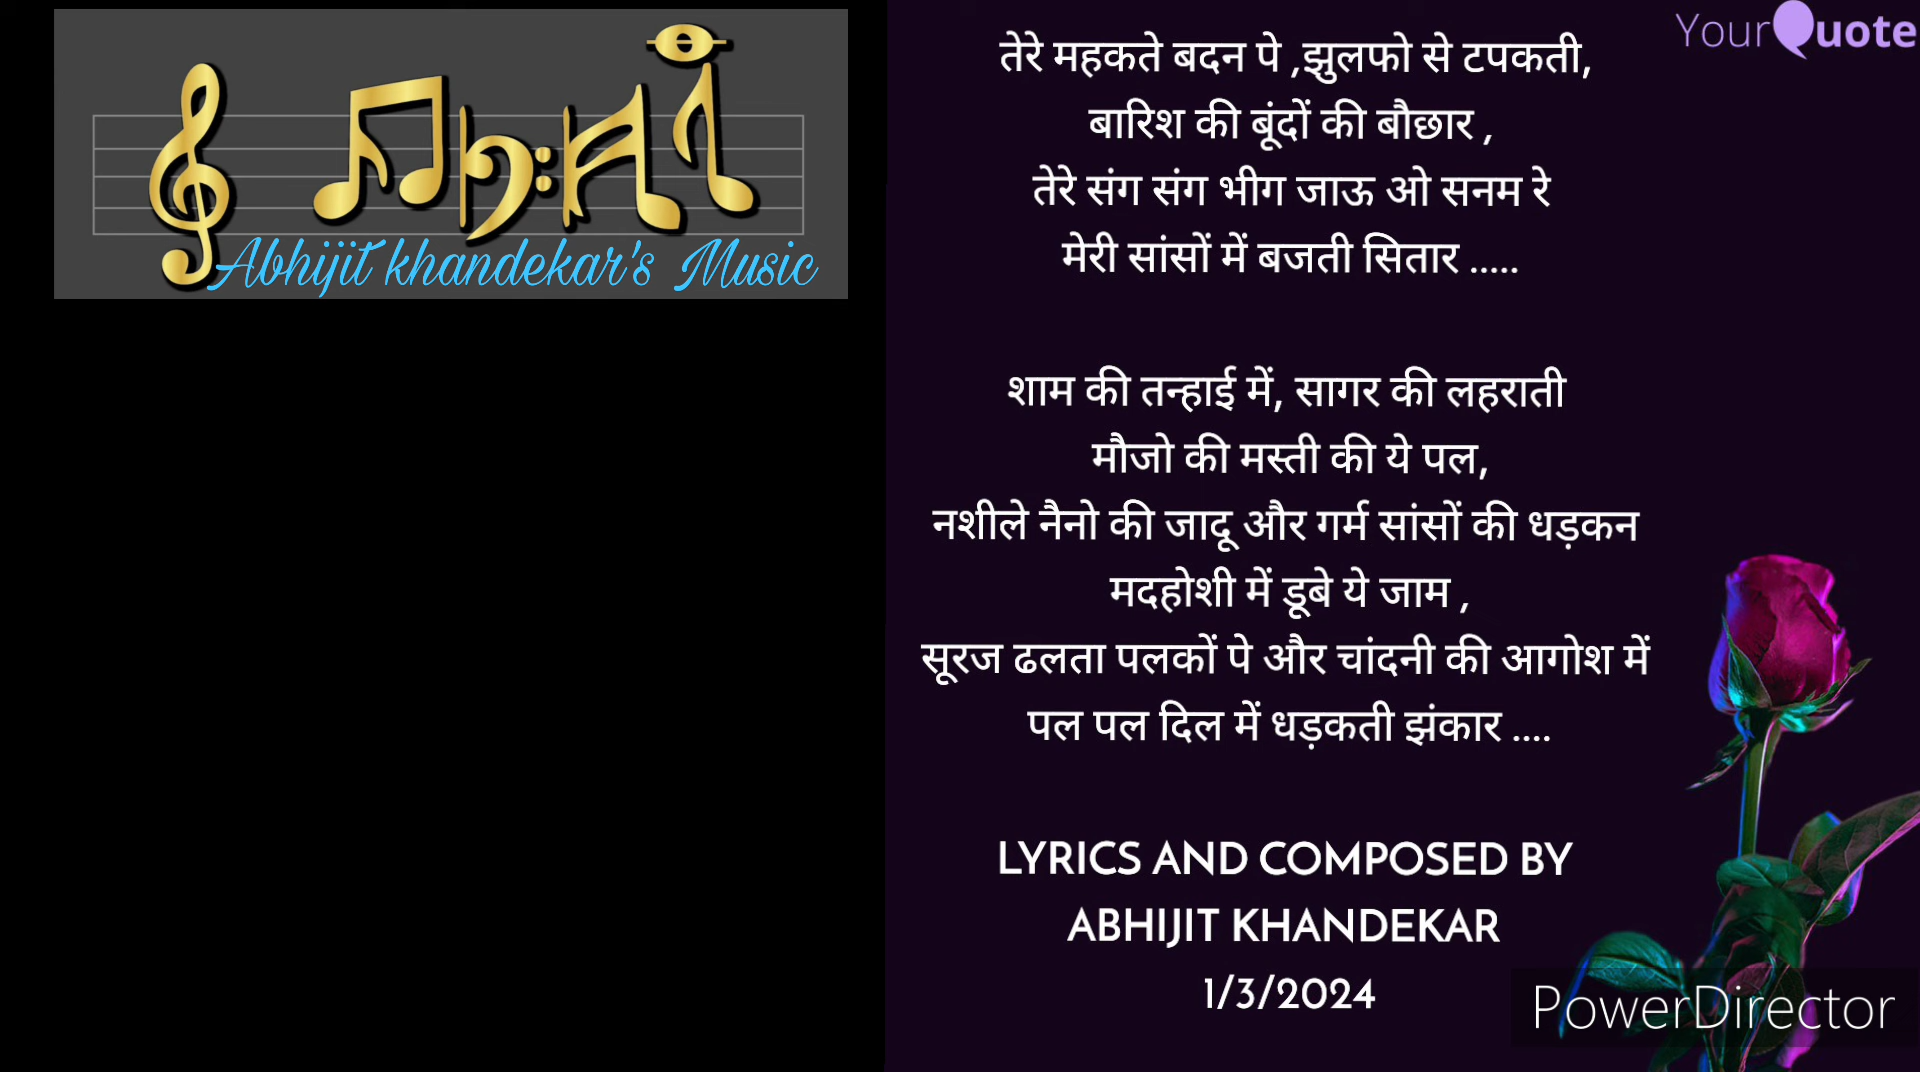 Abhijit khandekar's Music
YourQuote
तेरे महकते बदन पे ,झुलफो से टपकती,
बारिश की बूंदों की बौछार ,
तेरे संग संग भीग जाऊ ओ सनम रे
मेरी सांसों में बजती सितार .....
शाम की तन्हाई में, सागर की लहराती
मौजो की मस्ती की ये पल,
नशीले नैनो की जादू और गर्म सांसों की धड़कन
मदहोशी में डूबे ये जाम ,
सूरज ढलता पलकों पे और चांदनी की आगोश में
पल पल दिल में धड़कती झंकार ....
LYRICS AND COMPOSED BY
ABHIJIT KHANDEKAR
1/3/2024
PowerDirector